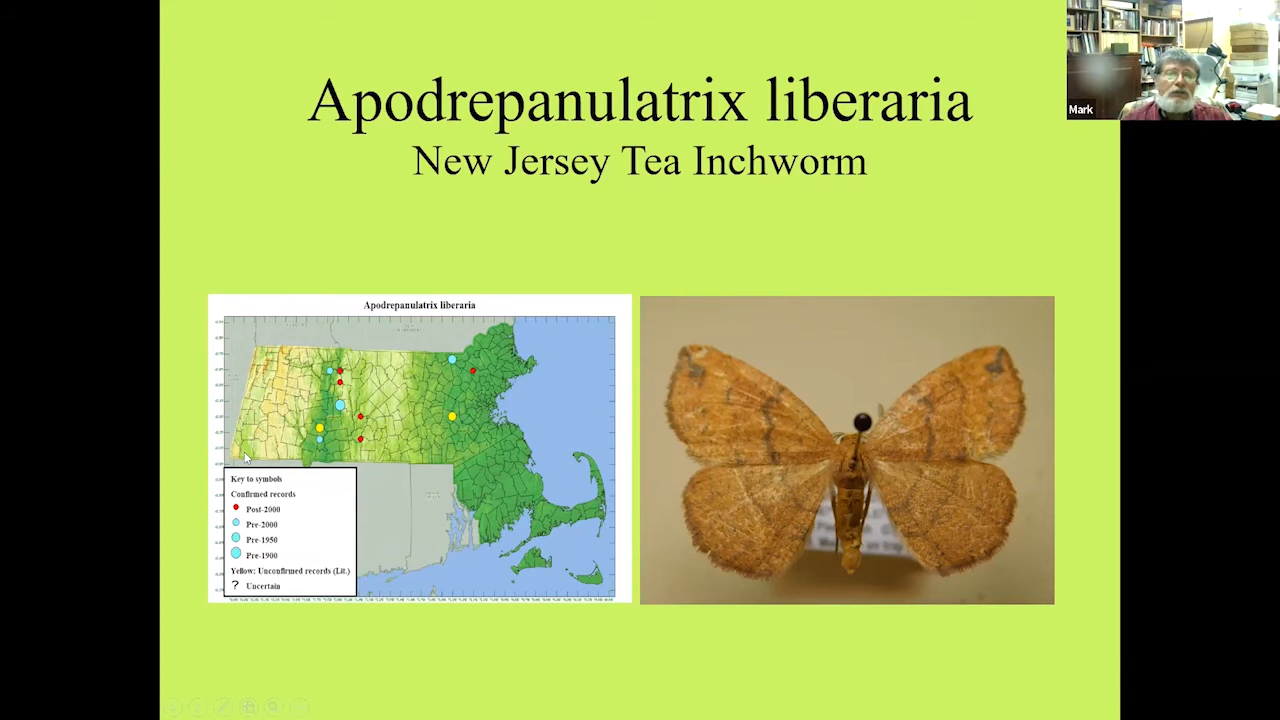 Apodrepanulatrix liberaria
New Jersey Tea Inchworm
Mark
Apodrepanulatrix liberaria
Key to symbols
Confirmed records
Post-2000
Pre-2000
Pre-1950
Pre-1900
Yellow: Unconfirmed records (Lit.)
? Uncertain